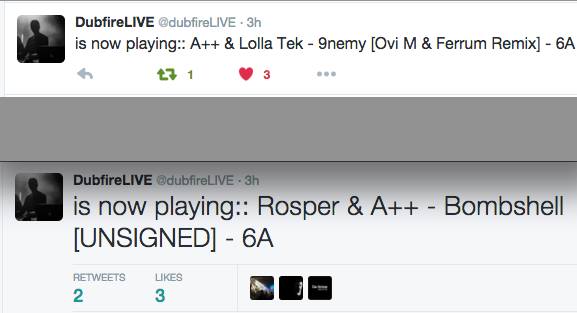 DubfireLIVE @dubfireLIVE · 3h
is now playing:: A++ & Lolla Tek - 9nemy [Ovi M & Ferrum Remix] - 6A
1 3
DubfireLIVE @dubfireLIVE · 3h
is now playing:: Rosper & A++ - Bombshell
[UNSIGNED] - 6A
RETWEETS LIKES
2 3